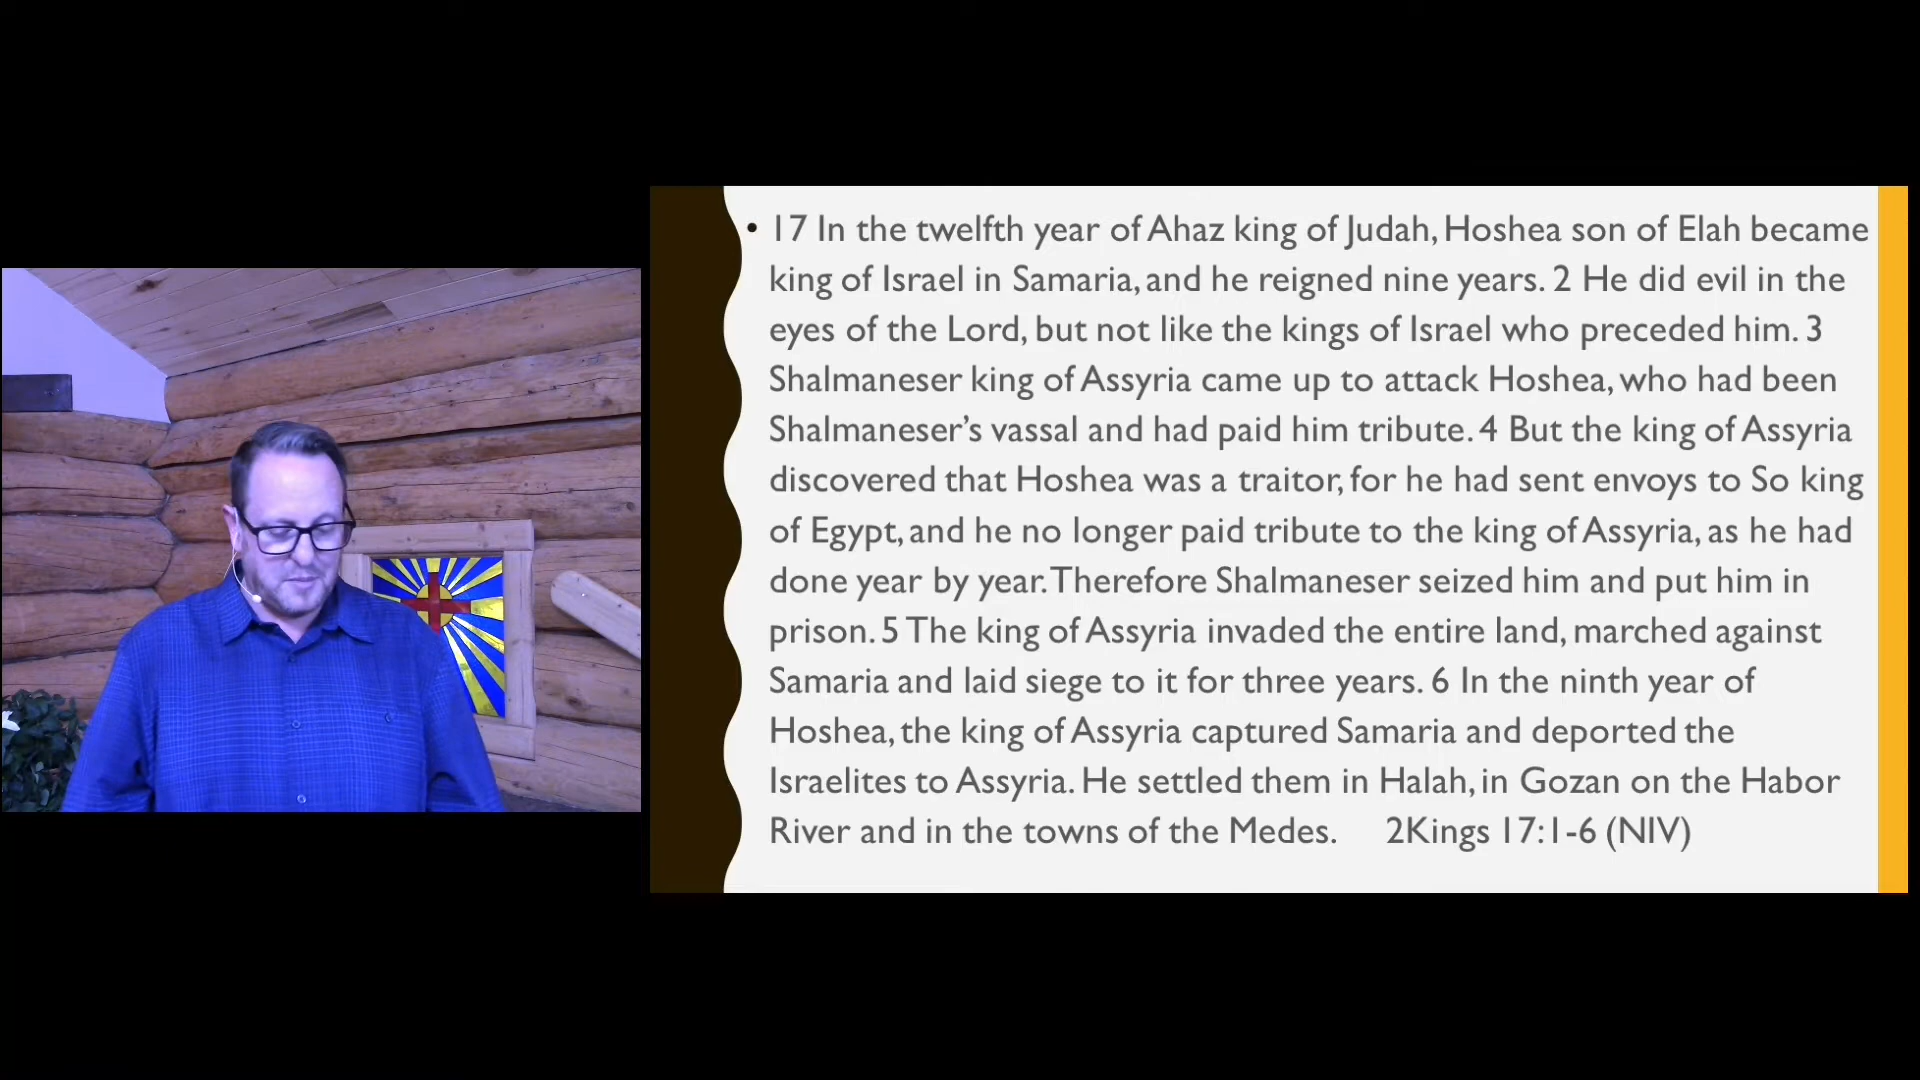 • 17 In the twelfth year of Ahaz king of Judah, Hoshea son of Elah became
king of Israel in Samaria, and he reigned nine years. 2 He did evil in the
eyes of the Lord, but not like the kings of Israel who preceded him. 3
Shalmaneser king of Assyria came up to attack Hoshea, who had been
Shalmaneser’s vassal and had paid him tribute. 4 But the king of Assyria
discovered that Hoshea was a traitor, for he had sent envoys to So king
of Egypt, and he no longer paid tribute to the king of Assyria, as he had
done year by year. Therefore Shalmaneser seized him and put him in
prison. 5 The king of Assyria invaded the entire land, marched against
Samaria and laid siege to it for three years. 6 In the ninth year of
Hoshea, the king of Assyria captured Samaria and deported the
Israelites to Assyria. He settled them in Halah, in Gozan on the Habor
River and in the towns of the Medes. 2Kings 17:1-6 (NIV)